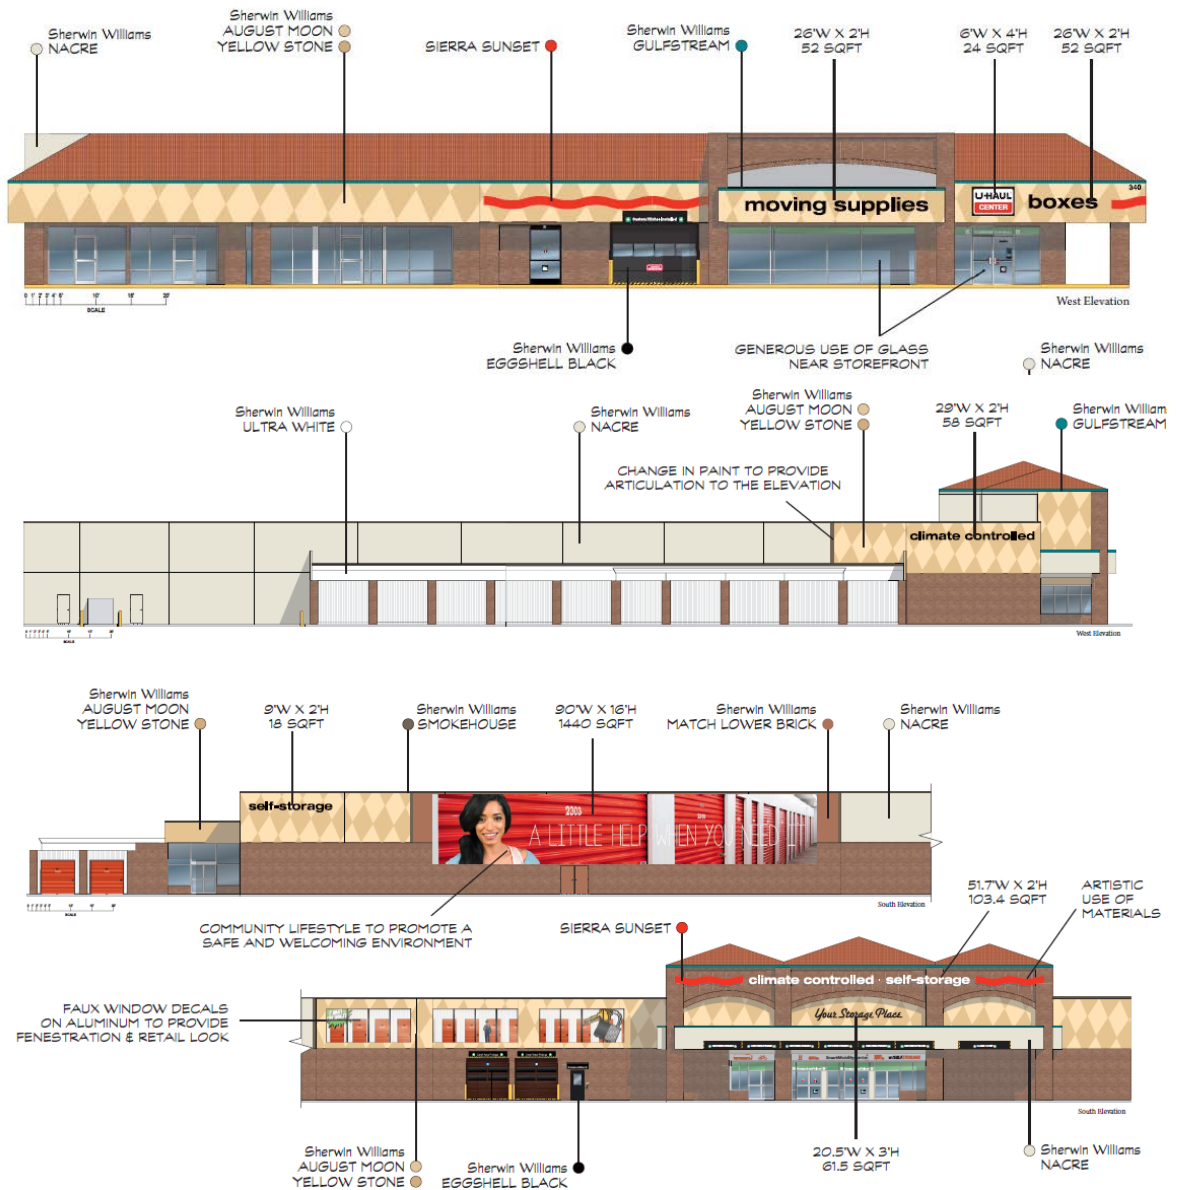 Sherwin Williams
NACRE
Sherwin Williams
AUGUST MOON
YELLOW STONE
SIERRA SUNSET
Sherwin Williams
GULFSTREAM
26'W X 2'H
52 SQFT
6'W X 4'H
24 SQFT
26'W X 2'H
52 SQFT
moving supplies
U-HAUL
CENTER
boxes
340
SCALE
West Elevation
Sherwin Williams
EGGSHELL BLACK
GENEROUS USE OF GLASS
NEAR STOREFRONT
Sherwin Williams
NACRE
Sherwin Williams
ULTRA WHITE
Sherwin Williams
NACRE
Sherwin Williams
AUGUST MOON
YELLOW STONE
29'W X 2'H
58 SQFT
Sherwin William
GULFSTREAM
CHANGE IN PAINT TO PROVIDE
ARTICULATION TO THE ELEVATION
climate controlled
SCALE
West Elevation
Sherwin Williams
AUGUST MOON
YELLOW STONE
9'W X 2'H
18 SQFT
Sherwin Williams
SMOKEHOUSE
90'W X 16'H
1440 SQFT
Sherwin Williams
MATCH LOWER BRICK
Sherwin Williams
NACRE
self-storage
2303
A LITTLE HELP WHEN YOU NEED IT
SCALE
South Elevation
COMMUNITY LIFESTYLE TO PROMOTE A
SAFE AND WELCOMING ENVIRONMENT
SIERRA SUNSET
51.7'W X 2'H
103.4 SQFT
ARTISTIC
USE OF
MATERIALS
climate controlled · self-storage
Your Storage Place
FAUX WINDOW DECALS
ON ALUMINUM TO PROVIDE
FENESTRATION & RETAIL LOOK
South Elevation
Sherwin Williams
AUGUST MOON
YELLOW STONE
Sherwin Williams
EGGSHELL BLACK
20.5'W X 3'H
61.5 SQFT
Sherwin Williams
NACRE